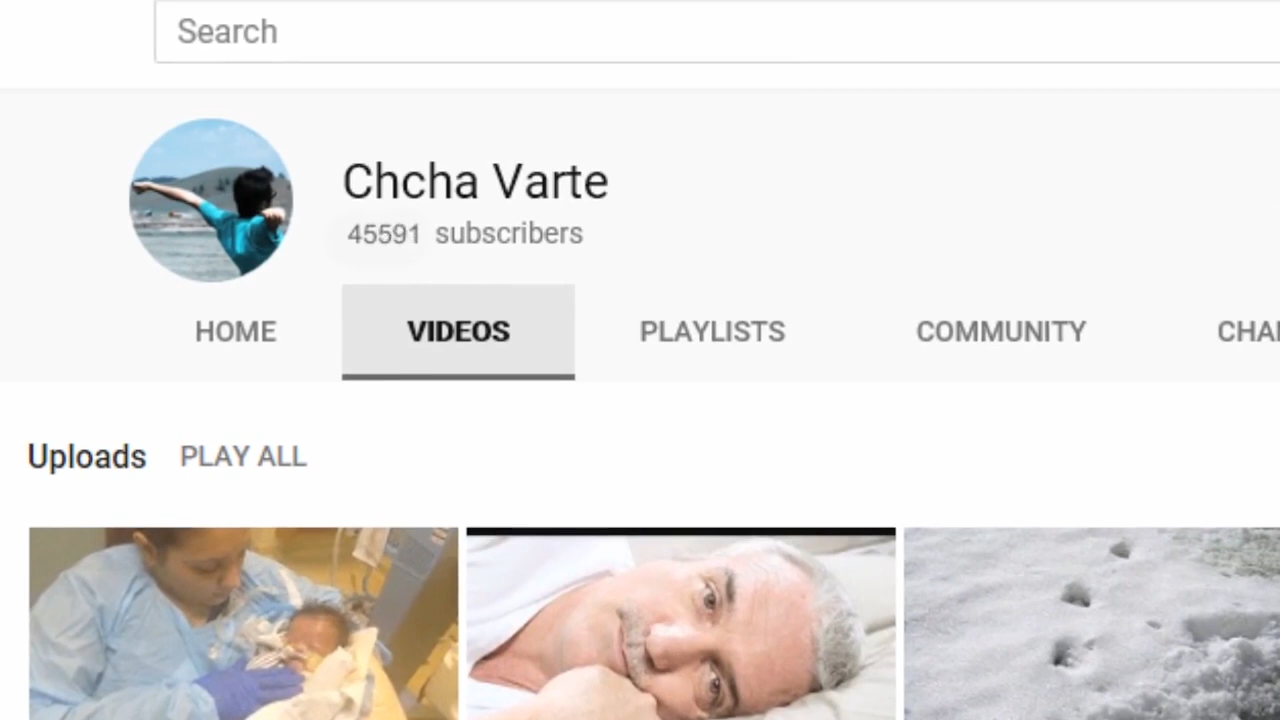 Search
Chcha Varte
45591 subscribers
HOME VIDEOS PLAYLISTS COMMUNITY
Uploads PLAY ALL